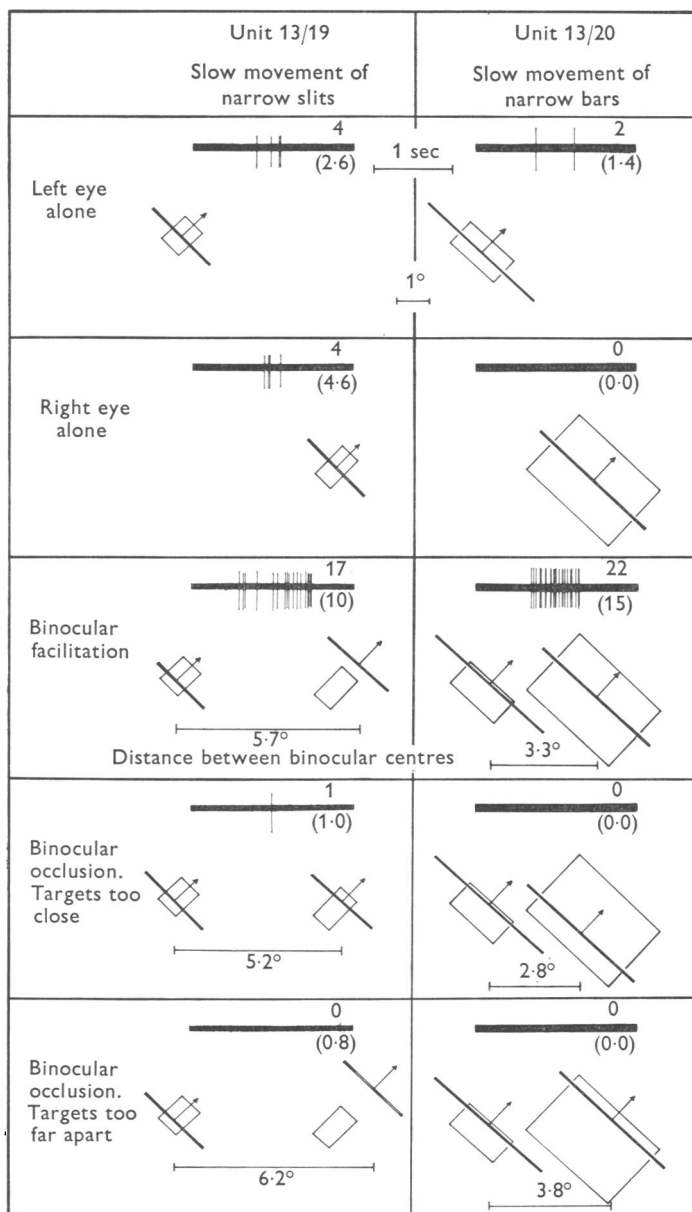 Unit 13/19
Slow movement of
narrow slits
Unit 13/20
Slow movement of
narrow bars
Left eye
alone
4
(2·6)
1 sec
1°
2
(1·4)
Right eye
alone
4
(4·6)
0
(0·0)
Binocular
facilitation
17
(10)
5·7°
22
(15)
3·3°
Distance between binocular centres
Binocular
occlusion.
Targets too
close
1
(1·0)
5·2°
0
(0·0)
2·8°
Binocular
occlusion.
Targets too
far apart
0
(0·8)
6·2°
0
(0·0)
3·8°